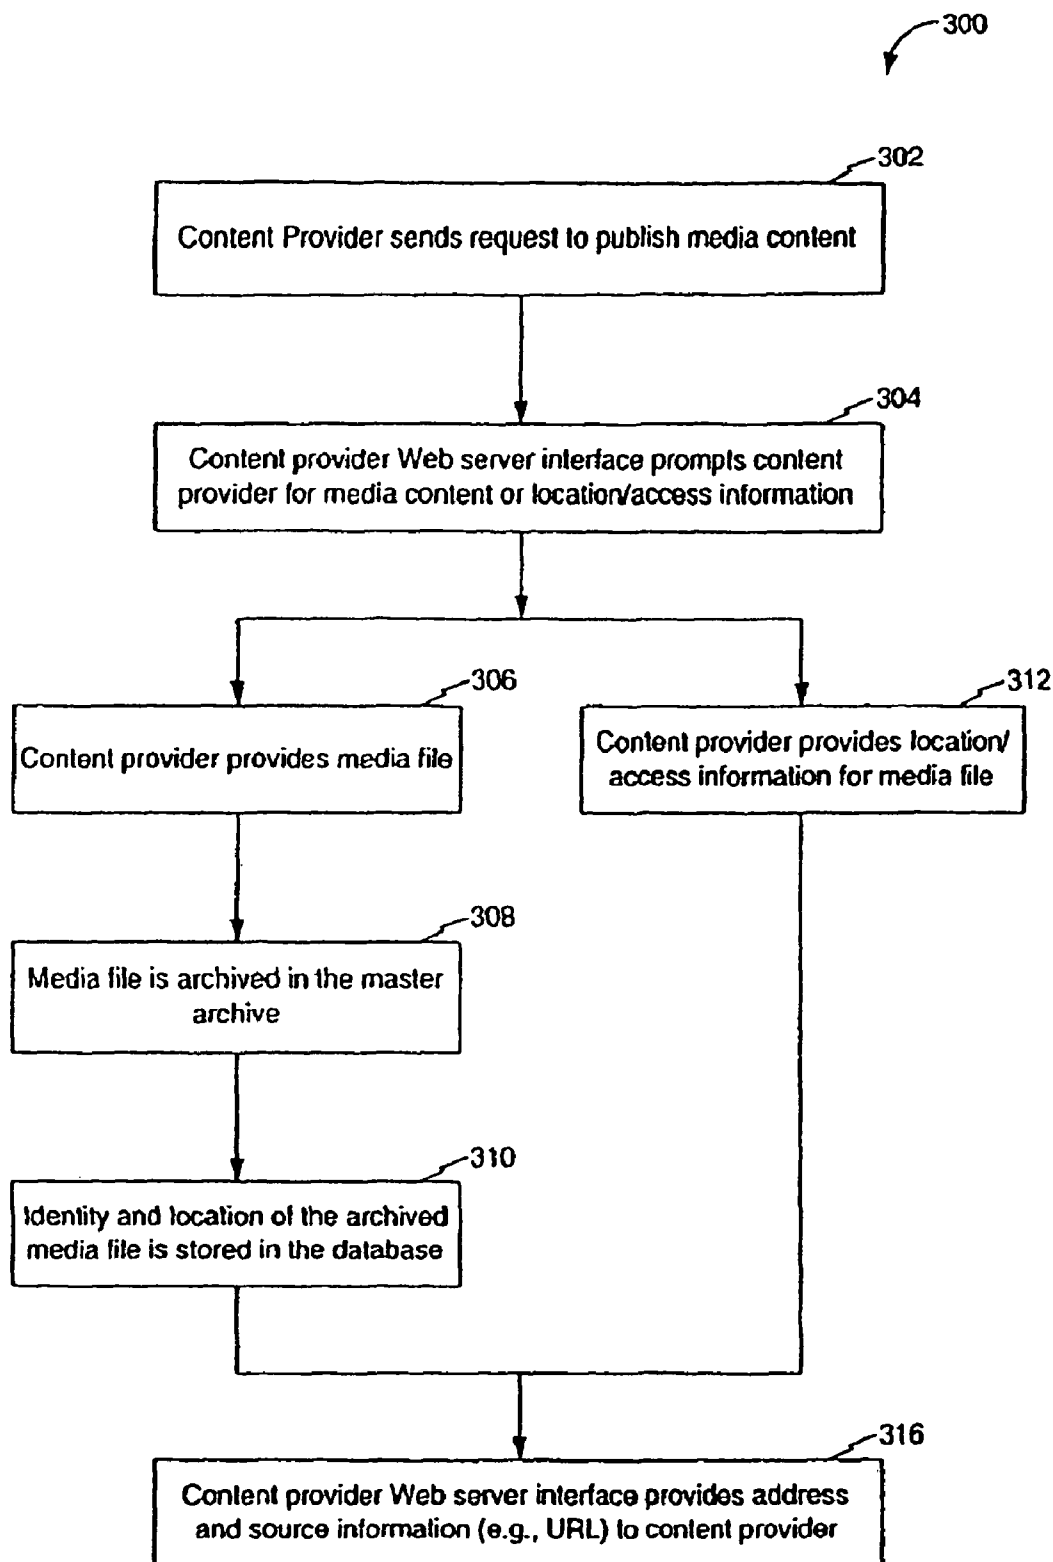 300
302
Content Provider sends request to publish media content
304
Content provider Web server interface prompts content
provider for media content or location/access information
306
Content provider provides media file
312
Content provider provides location/
access information for media file
308
Media file is archived in the master
archive
310
Identity and location of the archived
media file is stored in the database
316
Content provider Web server interface provides address
and source information (e.g., URL) to content provider